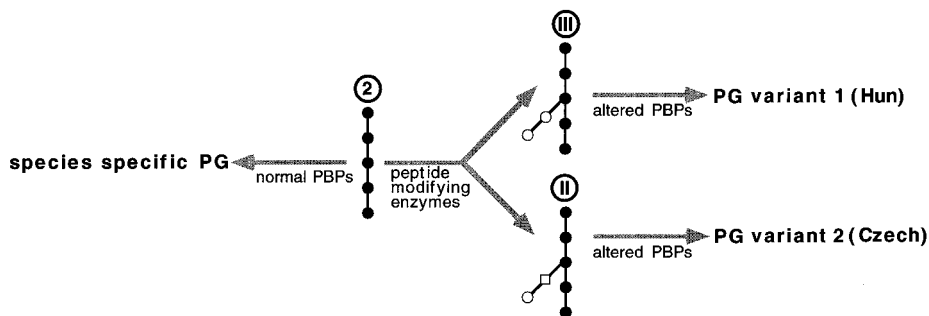 III
2
altered PBPs
PG variant 1 (Hun)
species specific PG
normal PBPs
peptide
modifying
enzymes
II
altered PBPs
PG variant 2 (Czech)